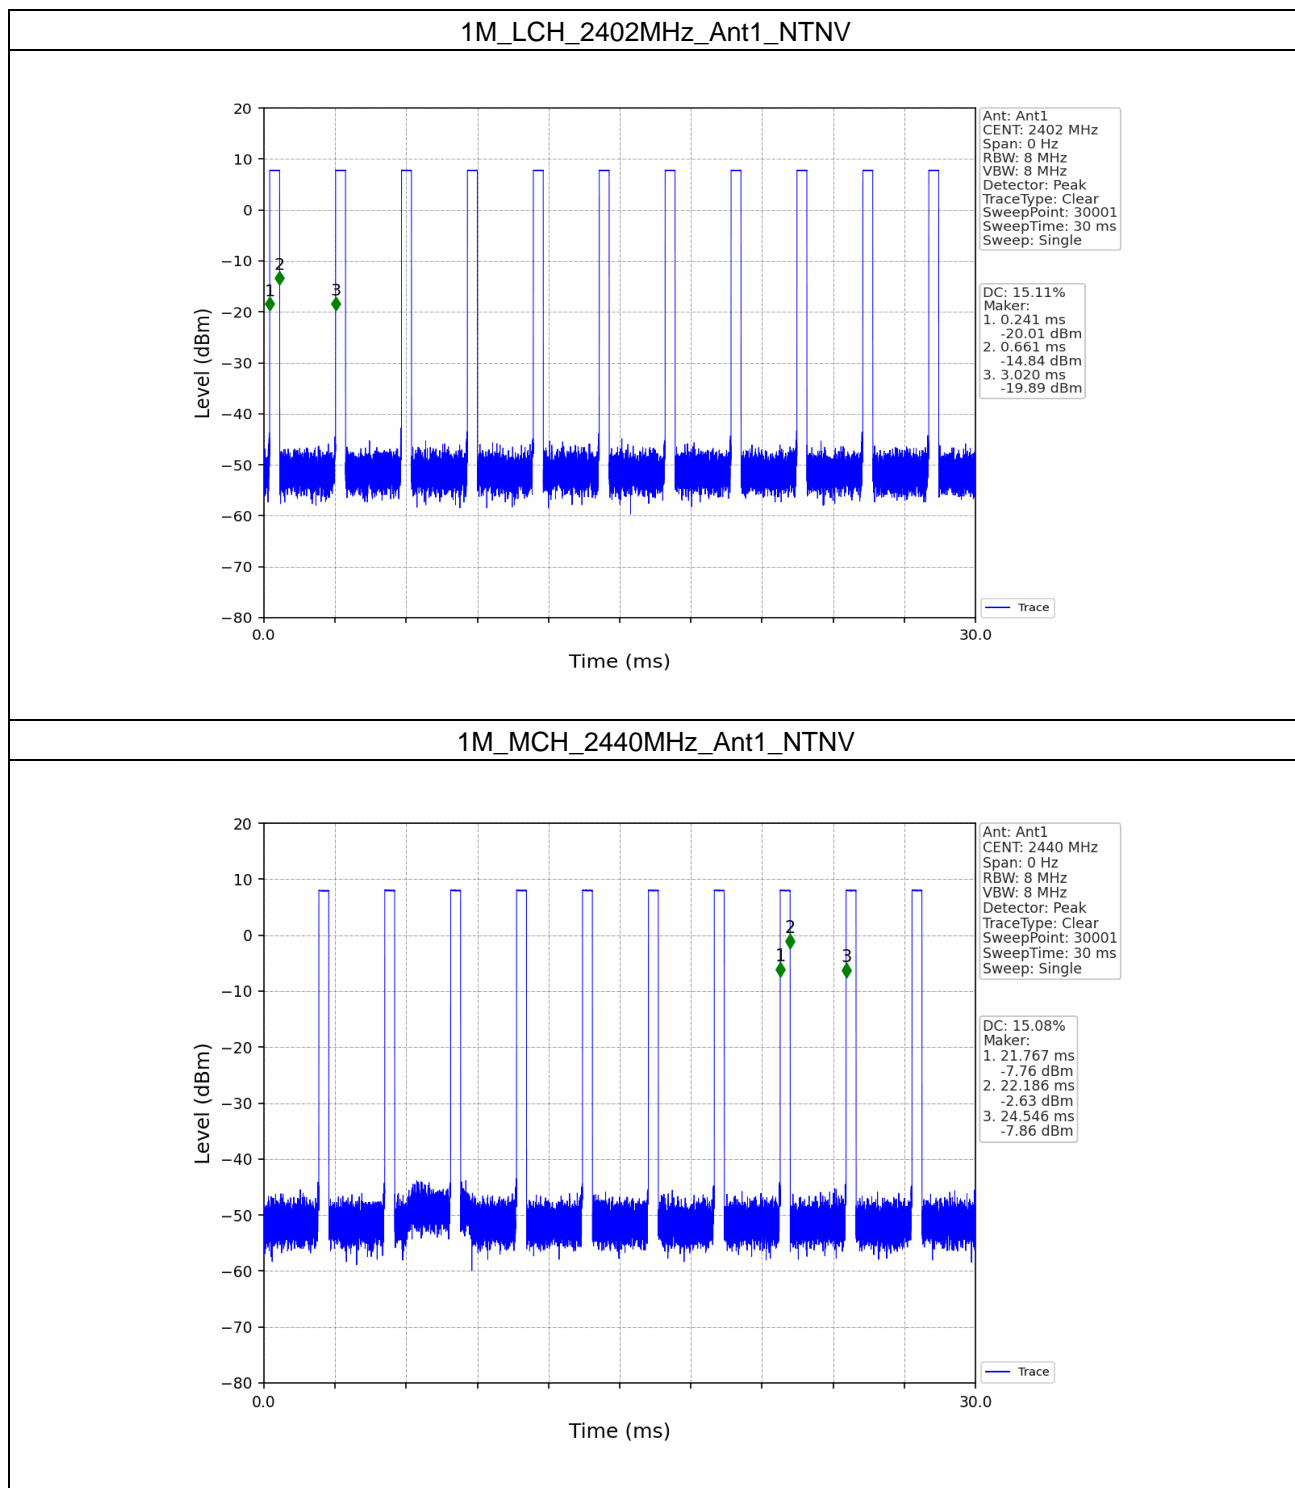 1M_LCH_2402MHz_Ant1_NTNV
20
10
0
−10
−20
−30
−40
−50
−60
−70
−80
Level (dBm)
1
2
3
0.0
30.0
Time (ms)
Ant: Ant1
CENT: 2402 MHz
Span: 0 Hz
RBW: 8 MHz
VBW: 8 MHz
Detector: Peak
TraceType: Clear
SweepPoint: 30001
SweepTime: 30 ms
Sweep: Single
DC: 15.11%
Maker:
1. 0.241 ms
-20.01 dBm
2. 0.661 ms
-14.84 dBm
3. 3.020 ms
-19.89 dBm
Trace
1M_MCH_2440MHz_Ant1_NTNV
20
10
0
−10
−20
−30
−40
−50
−60
−70
−80
Level (dBm)
1
2
3
0.0
30.0
Time (ms)
Ant: Ant1
CENT: 2440 MHz
Span: 0 Hz
RBW: 8 MHz
VBW: 8 MHz
Detector: Peak
TraceType: Clear
SweepPoint: 30001
SweepTime: 30 ms
Sweep: Single
DC: 15.08%
Maker:
1. 21.767 ms
-7.76 dBm
2. 22.186 ms
-2.63 dBm
3. 24.546 ms
-7.86 dBm
Trace